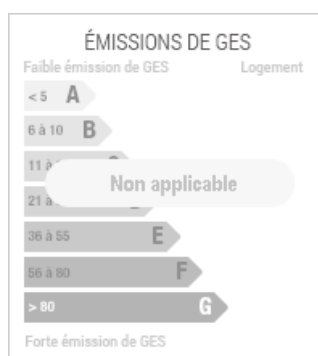 ÉMISSIONS DE GES
Faible émission de GES Logement
< 5 A
6 à 10 B
11 à
Non applicable
21 à
36 à 55 E
56 à 80 F
> 80 G
Forte émission de GES